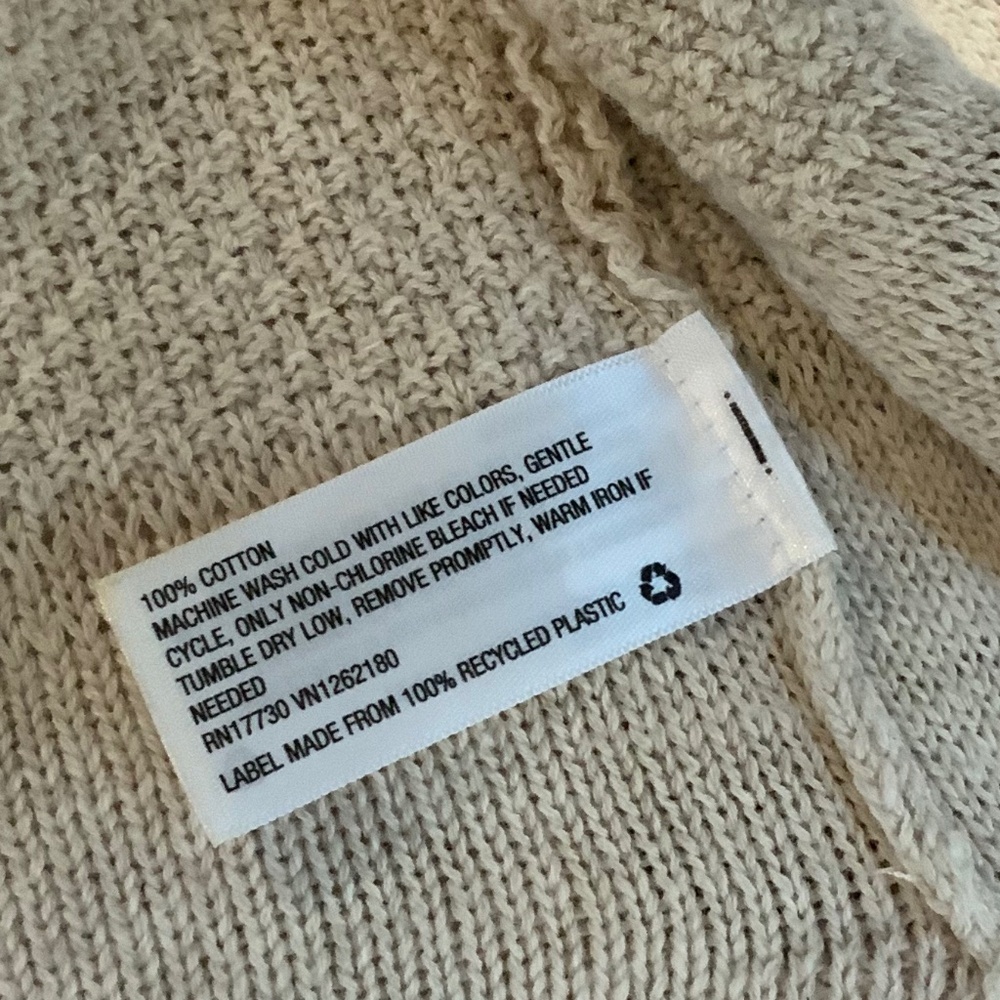 100% COTTON
MACHINE WASH COLD WITH LIKE COLORS, GENTLE
CYCLE, ONLY NON-CHLORINE BLEACH IF NEEDED
TUMBLE DRY LOW, REMOVE PROMPTLY, WARM IRON IF
NEEDED
RN17730 VN1262180
LABEL MADE FROM 100% RECYCLED PLASTIC